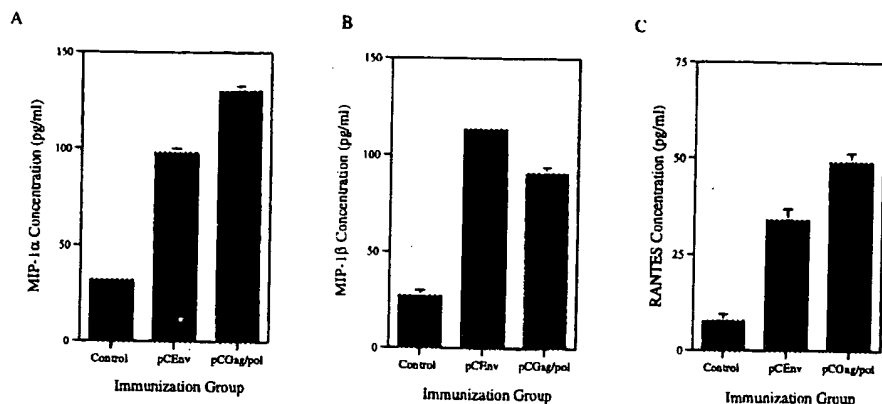 A
MIP-1α Concentration (pg/ml)
150
100
50
0
Control pCEnv pCGag/pol
Immunization Group
B
MIP-1β Concentration (pg/ml)
150
100
50
0
Control pCEnv pCGag/pol
Immunization Group
C
RANTES Concentration (pg/ml)
75
50
25
0
Control pCEnv pCGag/pol
Immunization Group